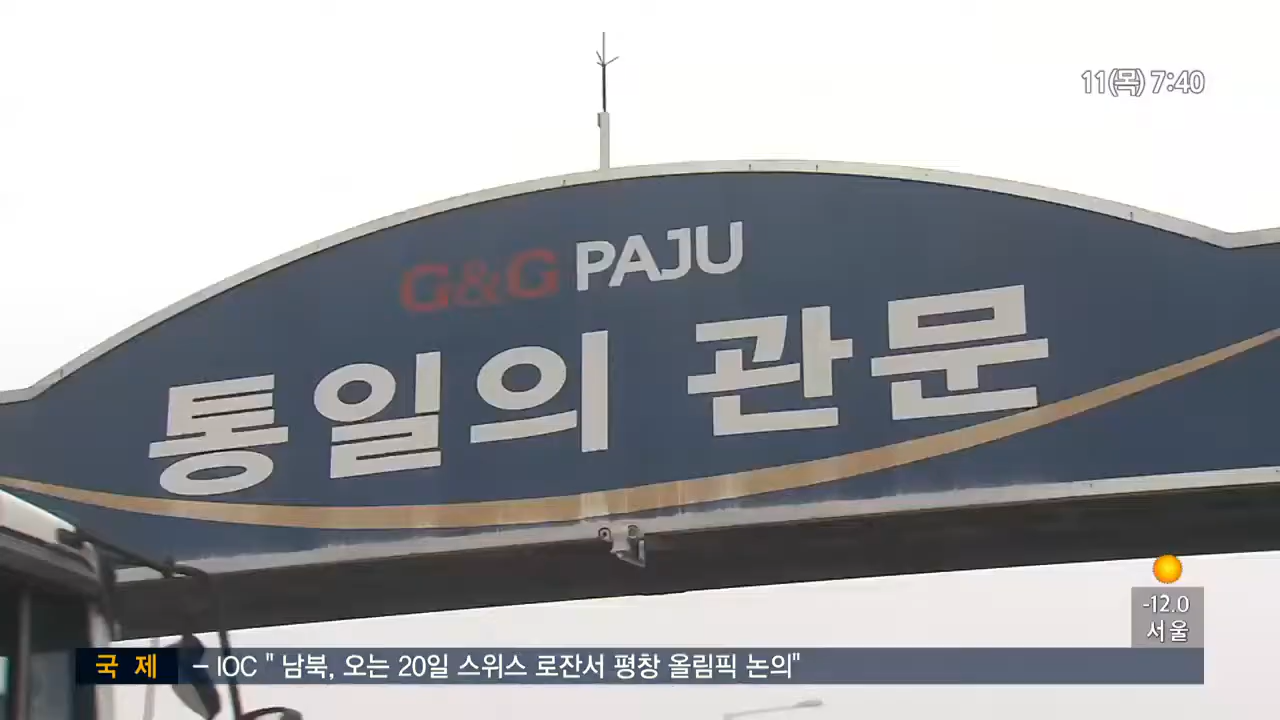 11(목) 7:40
G&G PAJU
통일의 관문
-12.0
서울
국 제 - IOC " 남북, 오는 20일 스위스 로잔서 평창 올림픽 논의"